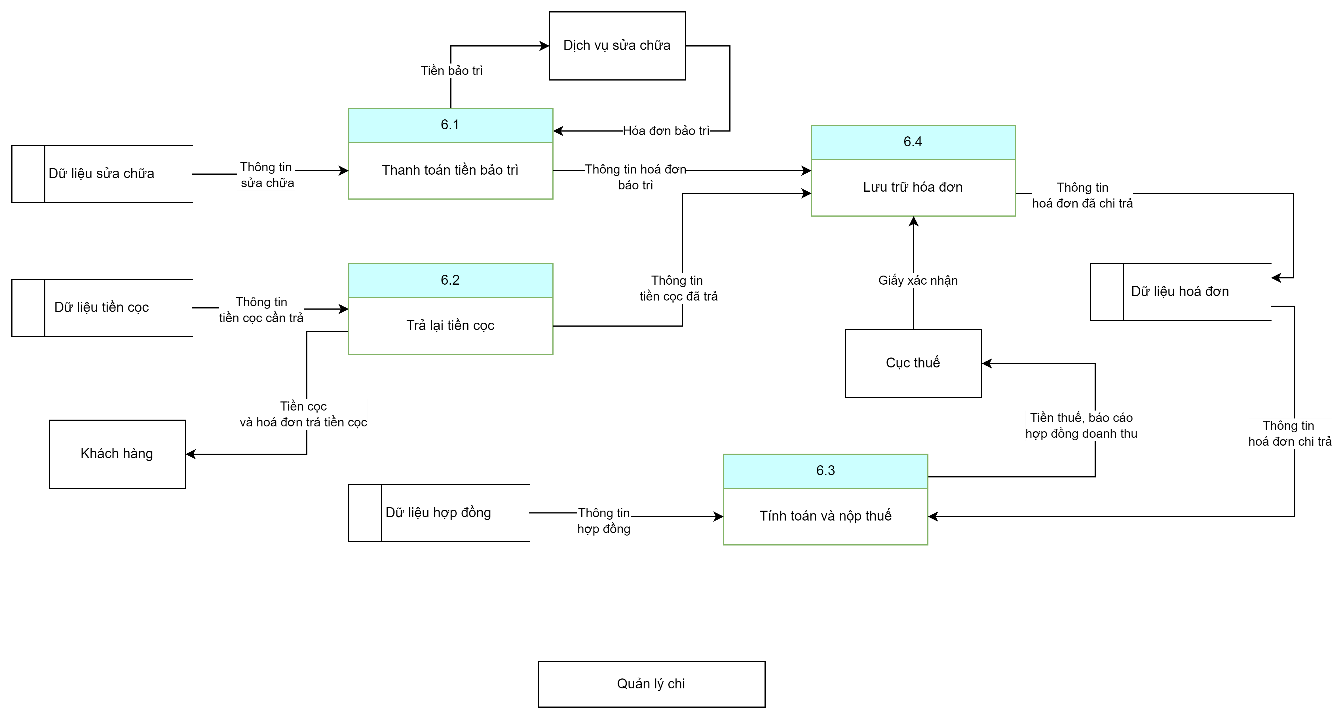 Dịch vụ sửa chữa
Tiền bảo trì
6.1
Hóa đơn bảo trì
6.4
Dữ liệu sửa chữa
Thông tin
sửa chữa
Thanh toán tiền bảo trì
Thông tin hoá đơn
bảo trì
Lưu trữ hóa đơn
Thông tin
hoá đơn đã chi trả
6.2
Thông tin
tiền cọc đã trả
Giấy xác nhận
Dữ liệu hoá đơn
Dữ liệu tiền cọc
Thông tin
tiền cọc cần trả
Trả lại tiền cọc
Cục thuế
Tiền cọc
và hoá đơn trả tiền cọc
Tiền thuế, báo cáo
hợp đồng doanh thu
Thông tin
hoá đơn chi trả
Khách hàng
6.3
Dữ liệu hợp đồng
Thông tin
hợp đồng
Tính toán và nộp thuế
Quản lý chi